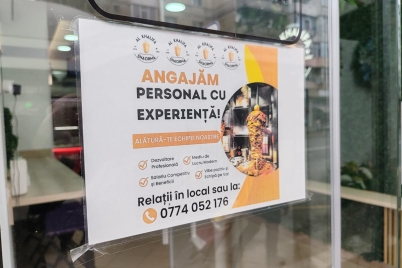 ANGAJĂM
PERSONAL CU
EXPERIENȚĂ!
ALĂTURĂ-TE ECHIPEI NOASTRE
Dezvoltare
Profesională
Mediu de
Lucru Modern
Salariu Competitiv
și Beneficii
Relații în local sau la:
0774 052 176